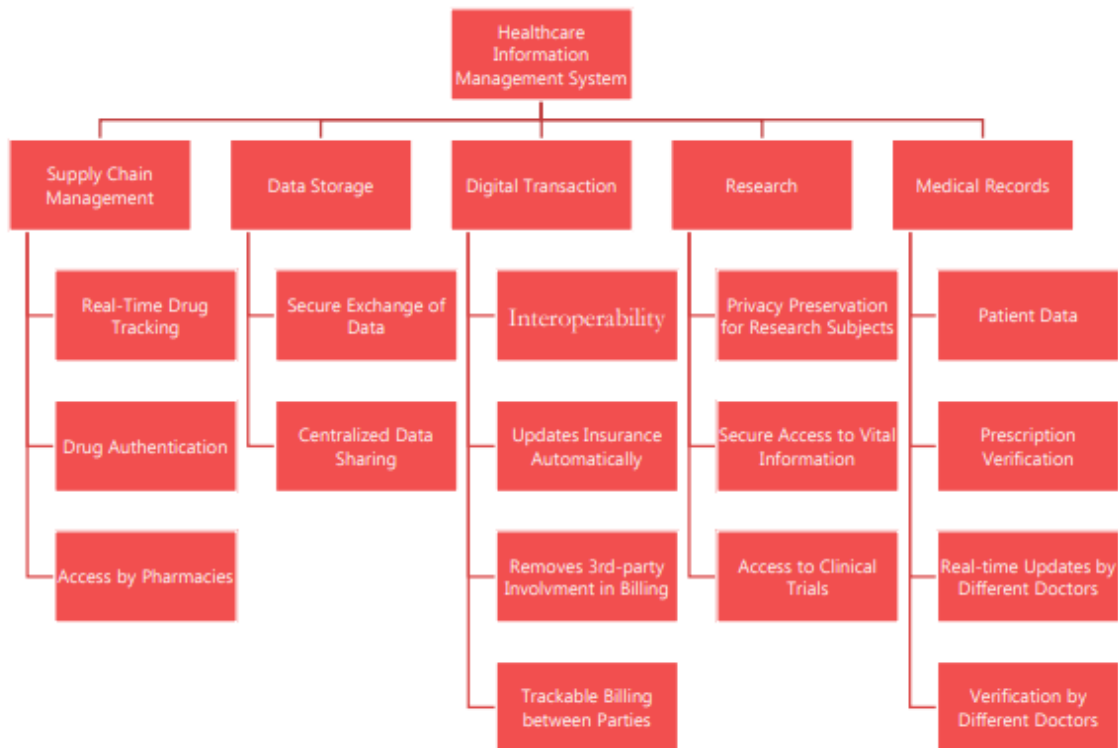 Healthcare
Information
Management System
Supply Chain
Management
Data Storage
Digital Transaction
Research
Medical Records
Real-Time Drug
Tracking
Drug Authentication
Access by Pharmacies
Secure Exchange of
Data
Centralized Data
Sharing
Interoperability
Updates Insurance
Automatically
Removes 3rd-party
Involvment in Billing
Trackable Billing
between Parties
Privacy Preservation
for Research Subjects
Secure Access to Vital
Information
Access to Clinical
Trials
Patient Data
Prescription
Verification
Real-time Updates by
Different Doctors
Verification by
Different Doctors